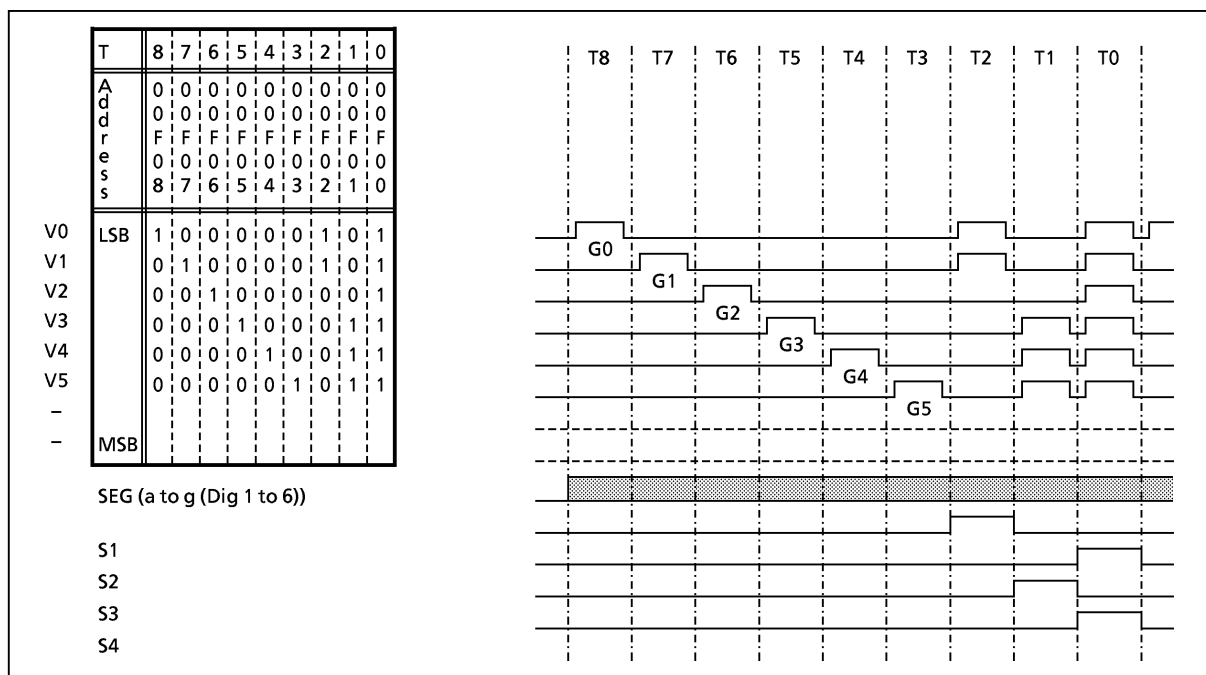 T 8 7 6 5 4 3 2 1 0
Address
0 0 0 0 0 0 0 0 0
0 0 0 0 0 0 0 0 0
F F F F F F F F F
0 0 0 0 0 0 0 0 0
8 7 6 5 4 3 2 1 0
V0 LSB 1 0 0 0 0 0 1 0 1
V1 0 1 0 0 0 0 1 0 1
V2 0 0 1 0 0 0 0 0 1
V3 0 0 0 1 0 0 0 1 1
V4 0 0 0 0 1 0 0 1 1
V5 0 0 0 0 0 1 0 1 1
–
– MSB
SEG (a to g (Dig 1 to 6))
S1
S2
S3
S4
T8 T7 T6 T5 T4 T3 T2 T1 T0
G0
G1
G2
G3
G4
G5